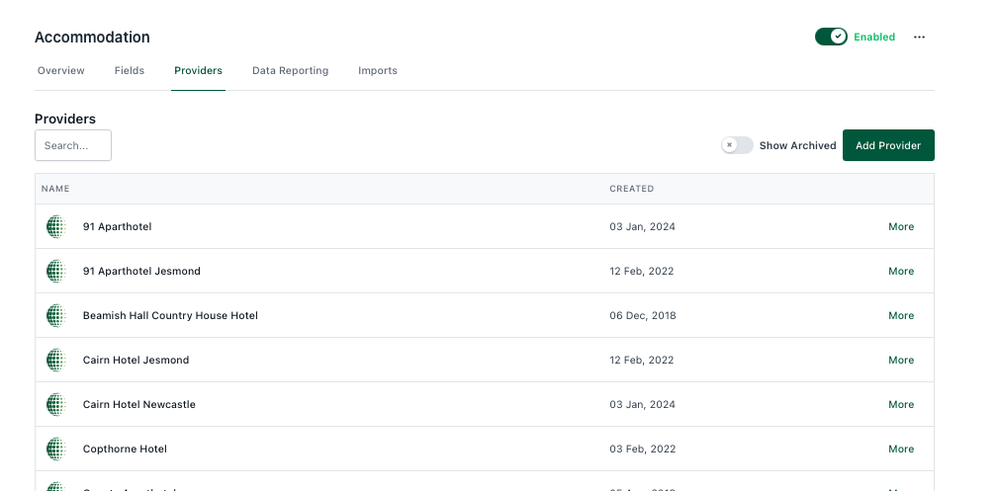 Accommodation
Enabled
Overview Fields Providers Data Reporting Imports
Providers
Search...
Show Archived
Add Provider
NAME CREATED
91 Aparthotel 03 Jan, 2024 More
91 Aparthotel Jesmond 12 Feb, 2022 More
Beamish Hall Country House Hotel 06 Dec, 2018 More
Cairn Hotel Jesmond 12 Feb, 2022 More
Cairn Hotel Newcastle 03 Jan, 2024 More
Copthorne Hotel 03 Feb, 2022 More